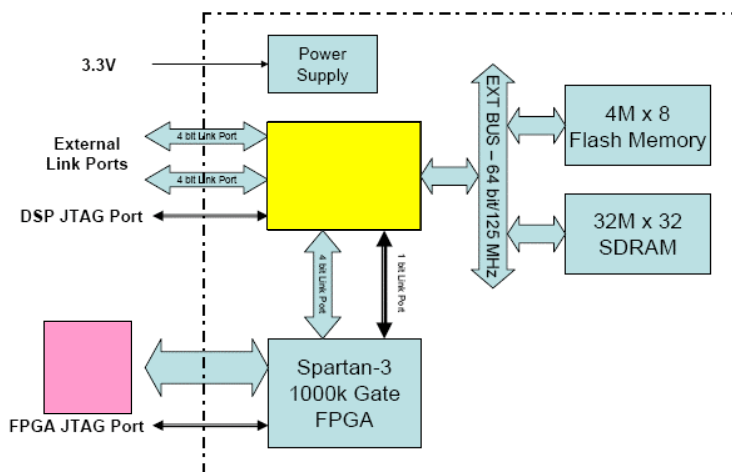 3.3V
Power
Supply
External
Link Ports
4 bit Link Port
4 bit Link Port
DSP JTAG Port
EXT BUS – 64 bit/125 MHz
4M x 8
Flash Memory
32M x 32
SDRAM
4 bit Link Port
1 bit Link Port
Spartan-3
1000k Gate
FPGA
FPGA JTAG Port